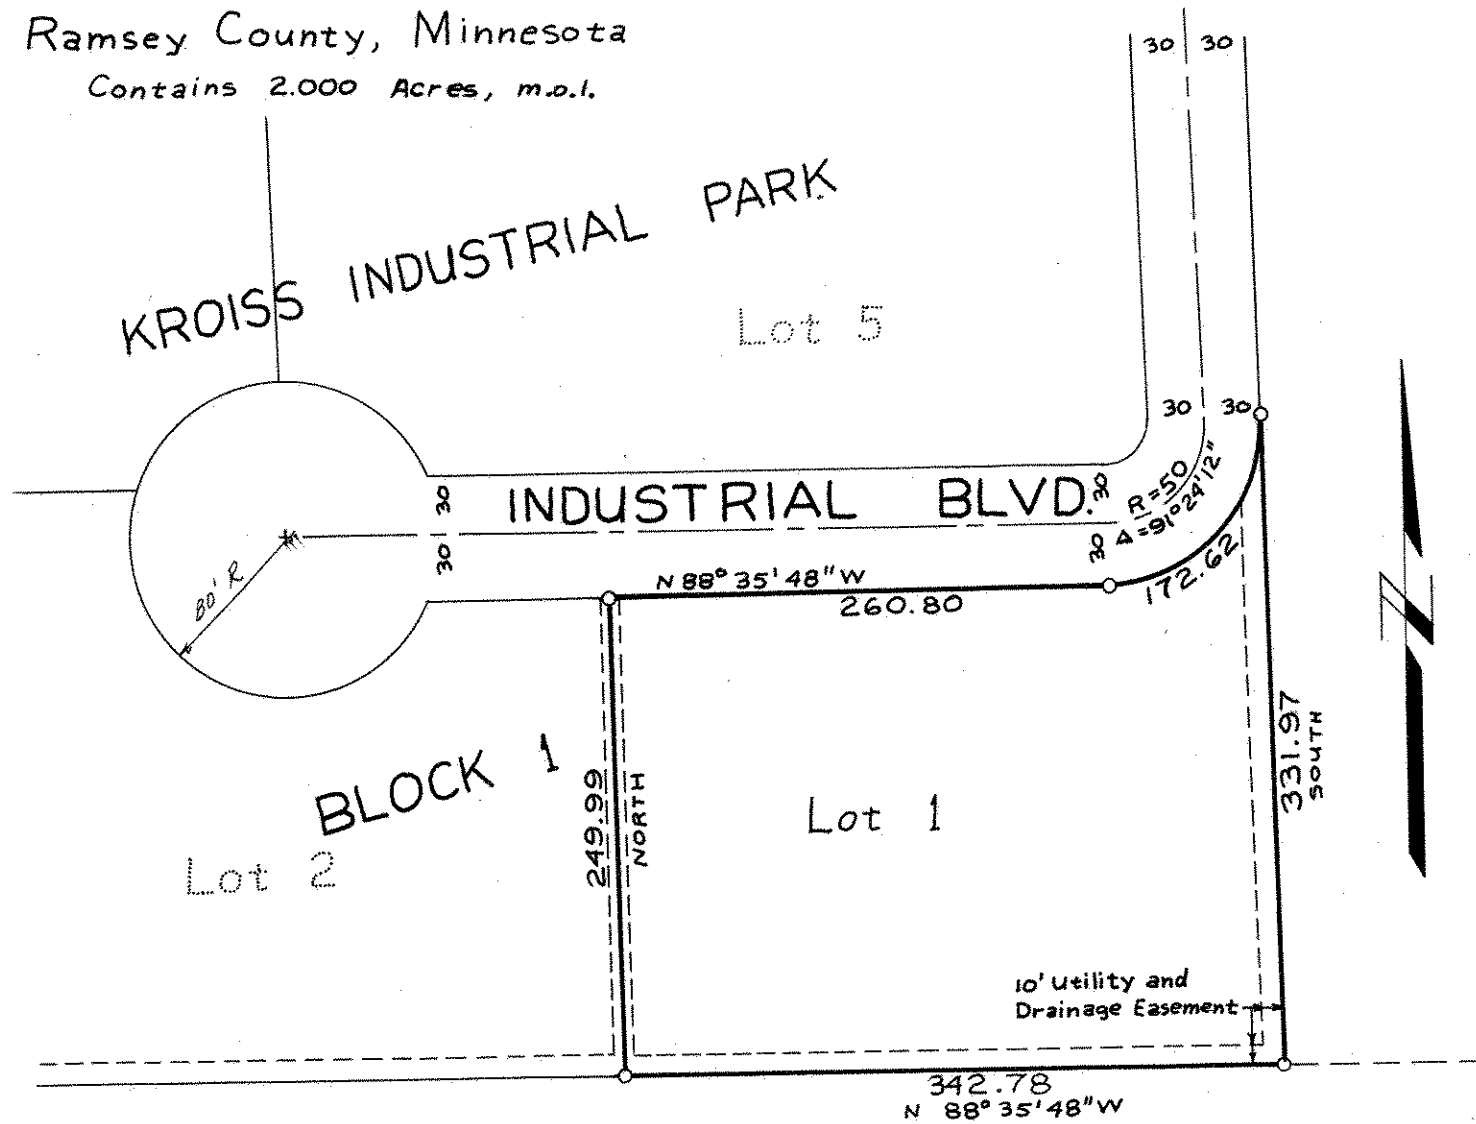 Ramsey County, Minnesota
Contains 2.000 Acres, m.o.l.
30 30
KROISS INDUSTRIAL PARK
Lot 5
30 30
30
INDUSTRIAL BLVD.
30
R=50
Δ=91°24'12"
30
30
80' R
N 88° 35' 48" W
260.80
172.62
331.97
SOUTH
BLOCK 1
249.99
NORTH
Lot 1
Lot 2
10' Utility and
Drainage Easement
342.78
N 88° 35' 48" W
N